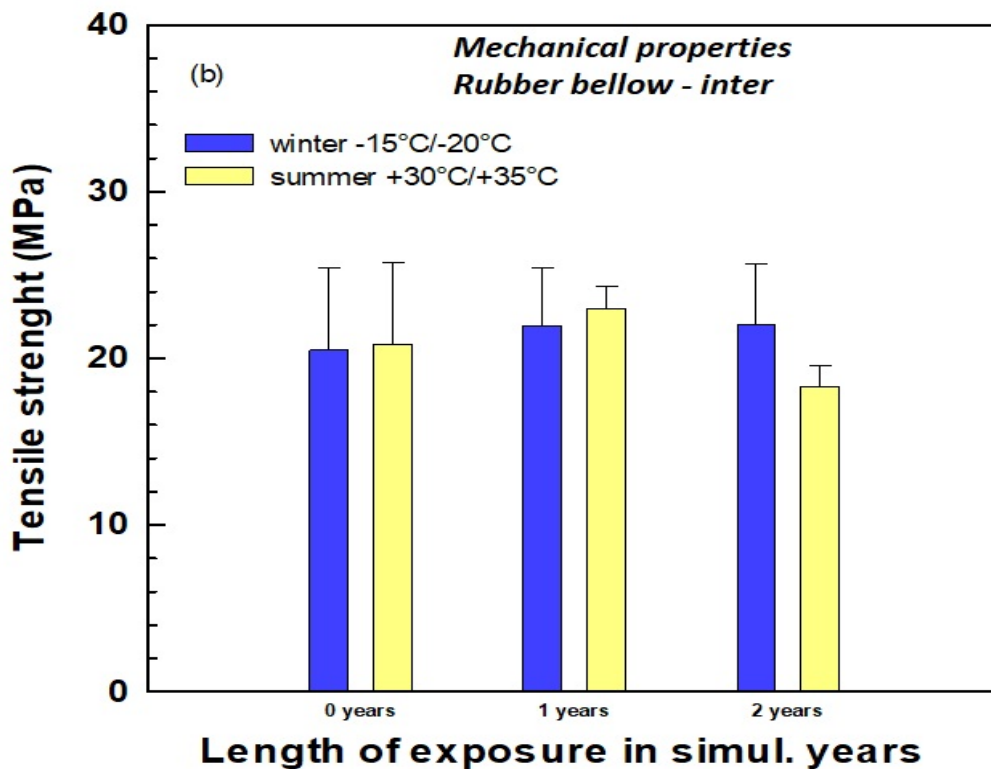 Mechanical properties
Rubber bellow - inter
(b)
winter -15°C/-20°C
summer +30°C/+35°C
Tensile strenght (MPa)
40
30
20
10
0
0 years
1 years
2 years
Length of exposure in simul. years